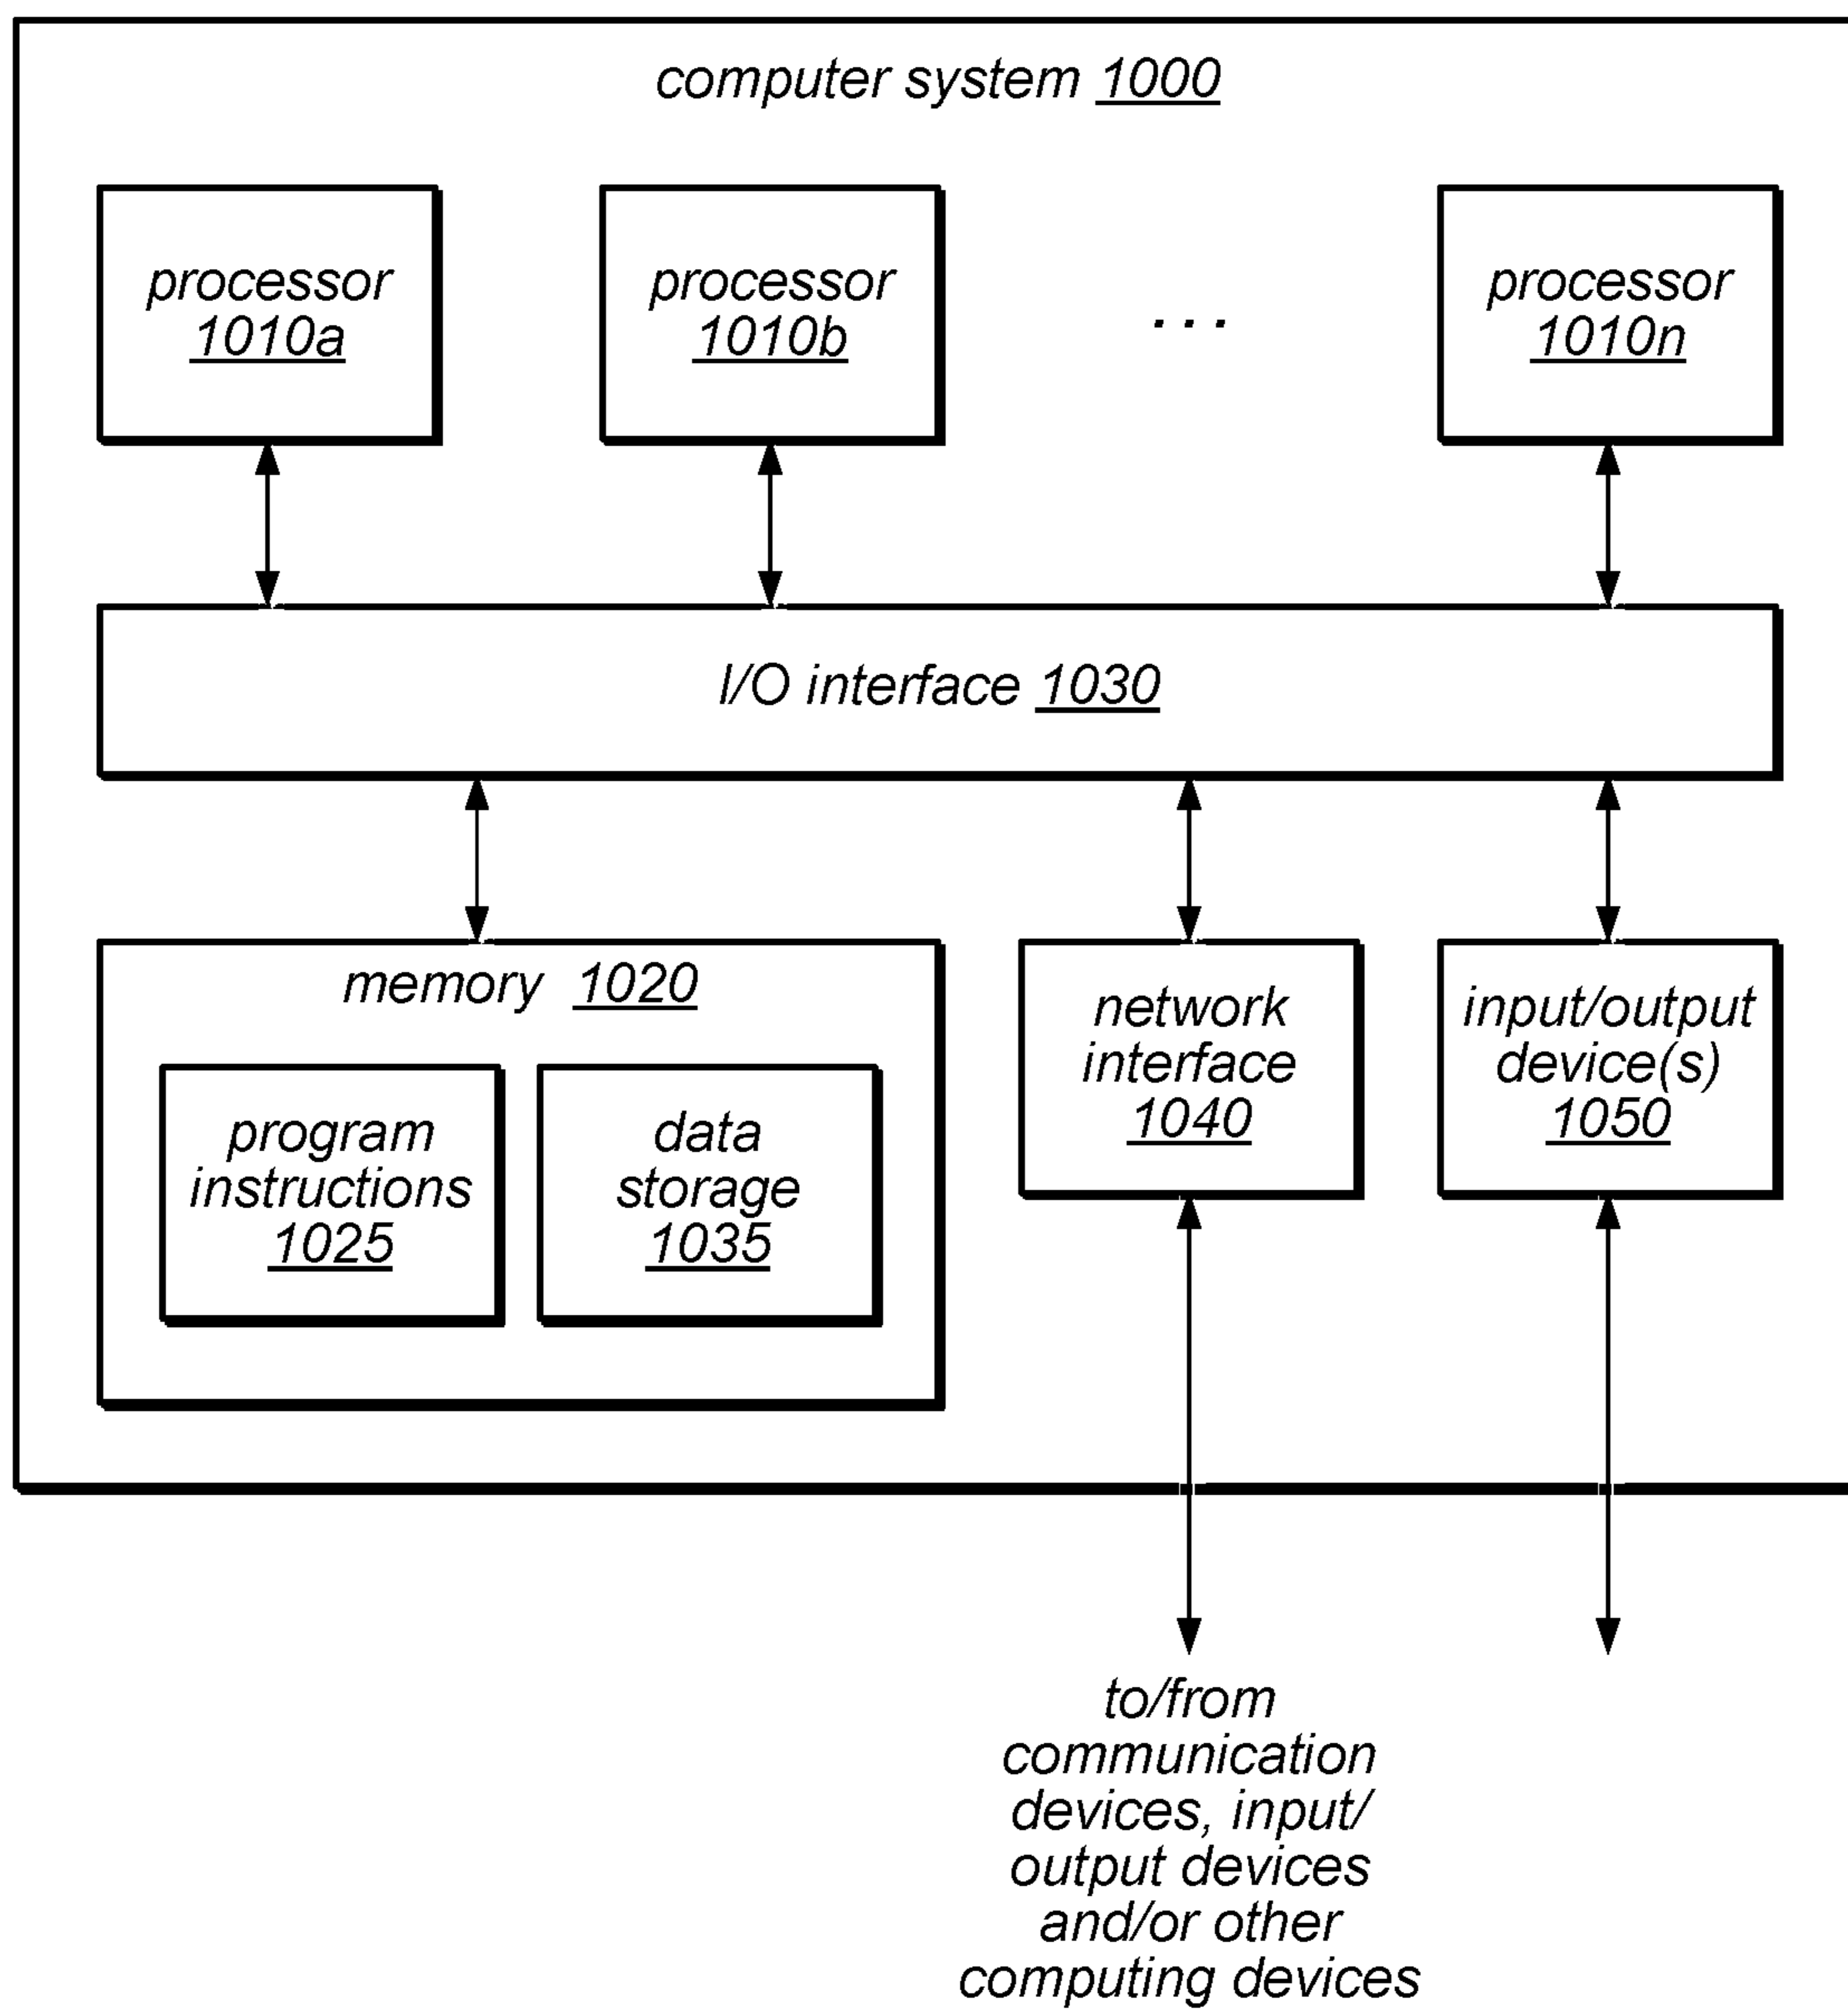 computer system 1000
processor
1010a
processor
1010b
...
processor
1010n
I/O interface 1030
memory 1020
program
instructions
1025
data
storage
1035
network
interface
1040
input/output
device(s)
1050
to/from
communication
devices, input/
output devices
and/or other
computing devices